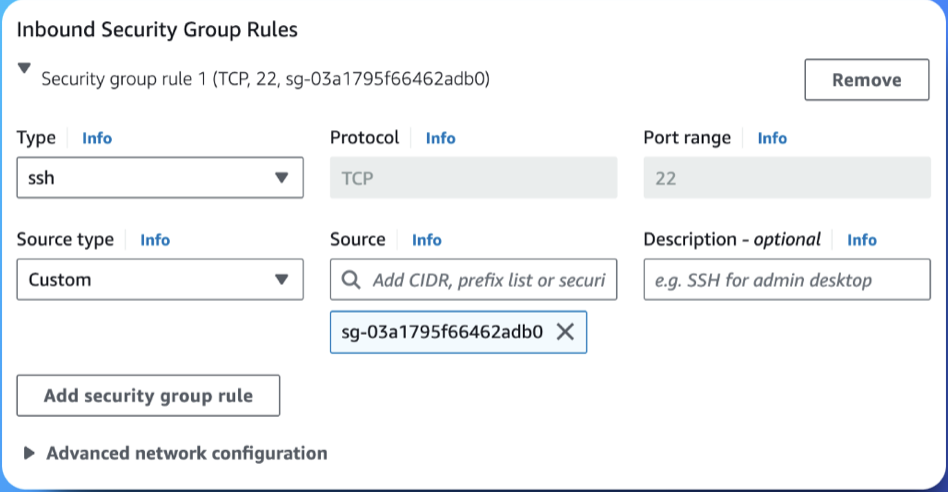 Inbound Security Group Rules
Security group rule 1 (TCP, 22, sg-03a1795f66462adb0)
Remove
Type Info
Protocol Info
Port range Info
ssh
TCP
22
Source type Info
Source Info
Description - optional Info
Custom
Add CIDR, prefix list or securi
e.g. SSH for admin desktop
sg-03a1795f66462adb0
Add security group rule
Advanced network configuration